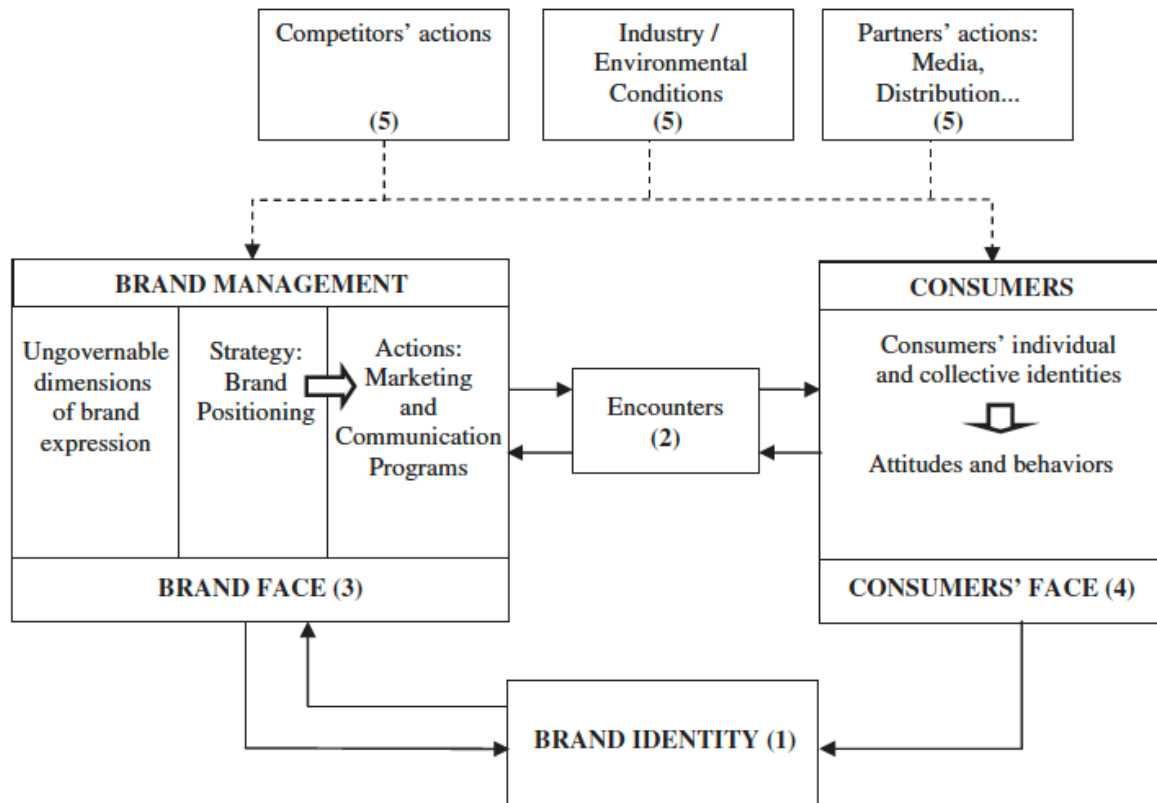 Competitors’ actions
(5)
Industry /
Environmental
Conditions
(5)
Partners’ actions:
Media,
Distribution...
(5)
BRAND MANAGEMENT
Ungovernable
dimensions
of brand
expression
Strategy:
Brand
Positioning
Actions:
Marketing
and
Communication
Programs
BRAND FACE (3)
Encounters
(2)
CONSUMERS
Consumers’ individual
and collective identities
Attitudes and behaviors
CONSUMERS’ FACE (4)
BRAND IDENTITY (1)